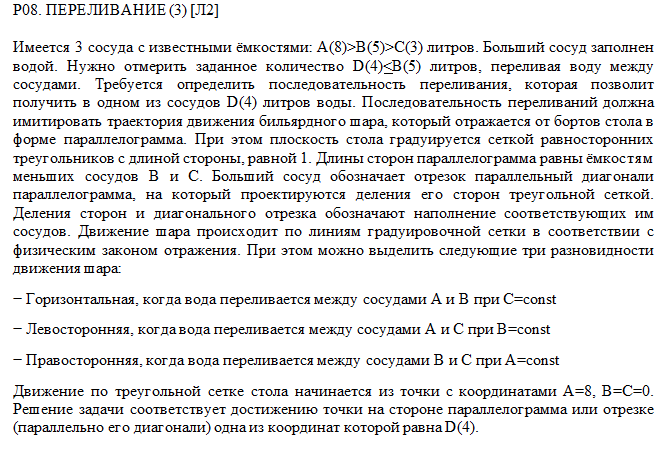 Р08. ПЕРЕЛИВАНИЕ (3) [Л2]
Имеется 3 сосуда с известными ёмкостями: A(8)>B(5)>C(3) литров. Больший сосуд заполнен
водой. Нужно отмерить заданное количество D(4)≤B(5) литров, переливая воду между
сосудами. Требуется определить последовательность переливания, которая позволит
получить в одном из сосудов D(4) литров воды. Последовательность переливаний должна
имитировать траектория движения бильярдного шара, который отражается от бортов стола в
форме параллелограмма. При этом плоскость стола градуируется сеткой равносторонних
треугольников с длиной стороны, равной 1. Длины сторон параллелограмма равны ёмкостям
меньших сосудов B и C. Больший сосуд обозначает отрезок параллельный диагонали
параллелограмма, на который проектируются деления его сторон треугольной сеткой.
Деления сторон и диагонального отрезка обозначают наполнение соответствующих им
сосудов. Движение шара происходит по линиям градуировочной сетки в соответствии с
физическим законом отражения. При этом можно выделить следующие три разновидности
движения шара:
− Горизонтальная, когда вода переливается между сосудами A и B при C=const
− Левосторонняя, когда вода переливается между сосудами A и C при B=const
− Правосторонняя, когда вода переливается между сосудами B и C при A=const
Движение по треугольной сетке стола начинается из точки с координатами A=8, B=C=0.
Решение задачи соответствует достижению точки на стороне параллелограмма или отрезке
(параллельно его диагонали) одна из координат которой равна D(4).